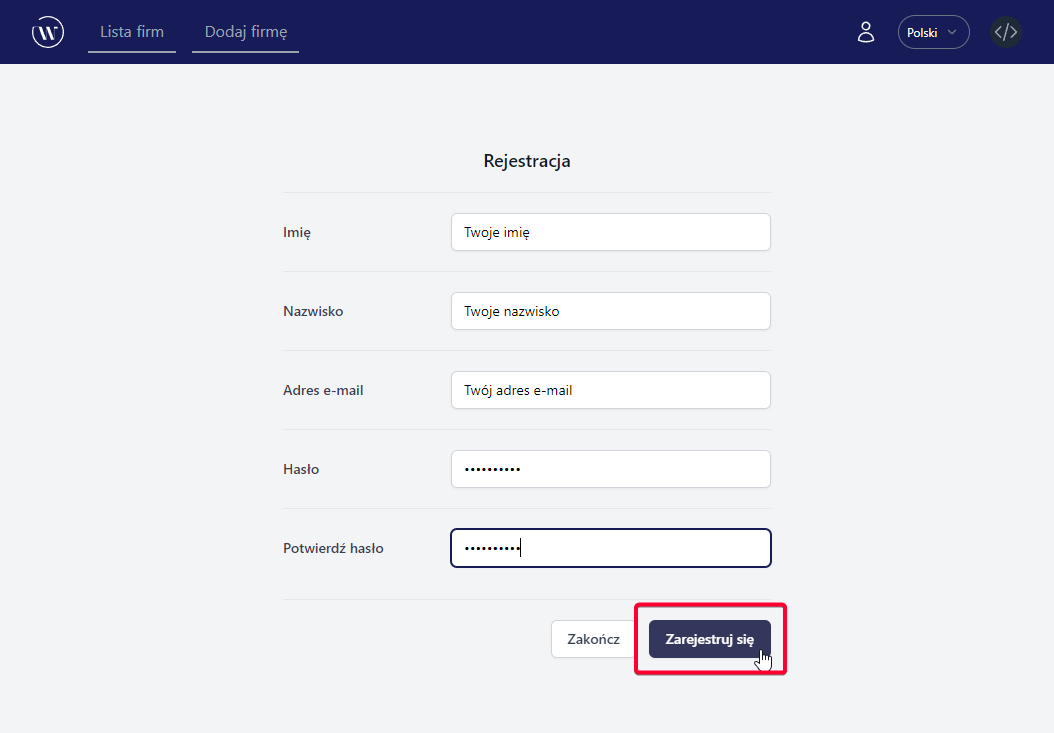 W
Lista firm
Dodaj firmę
Polski
</>
Rejestracja
Imię
Twoje imię
Nazwisko
Twoje nazwisko
Adres e-mail
Twój adres e-mail
Hasło
••••••••••
Potwierdź hasło
••••••••••
Zakończ
Zarejestruj się